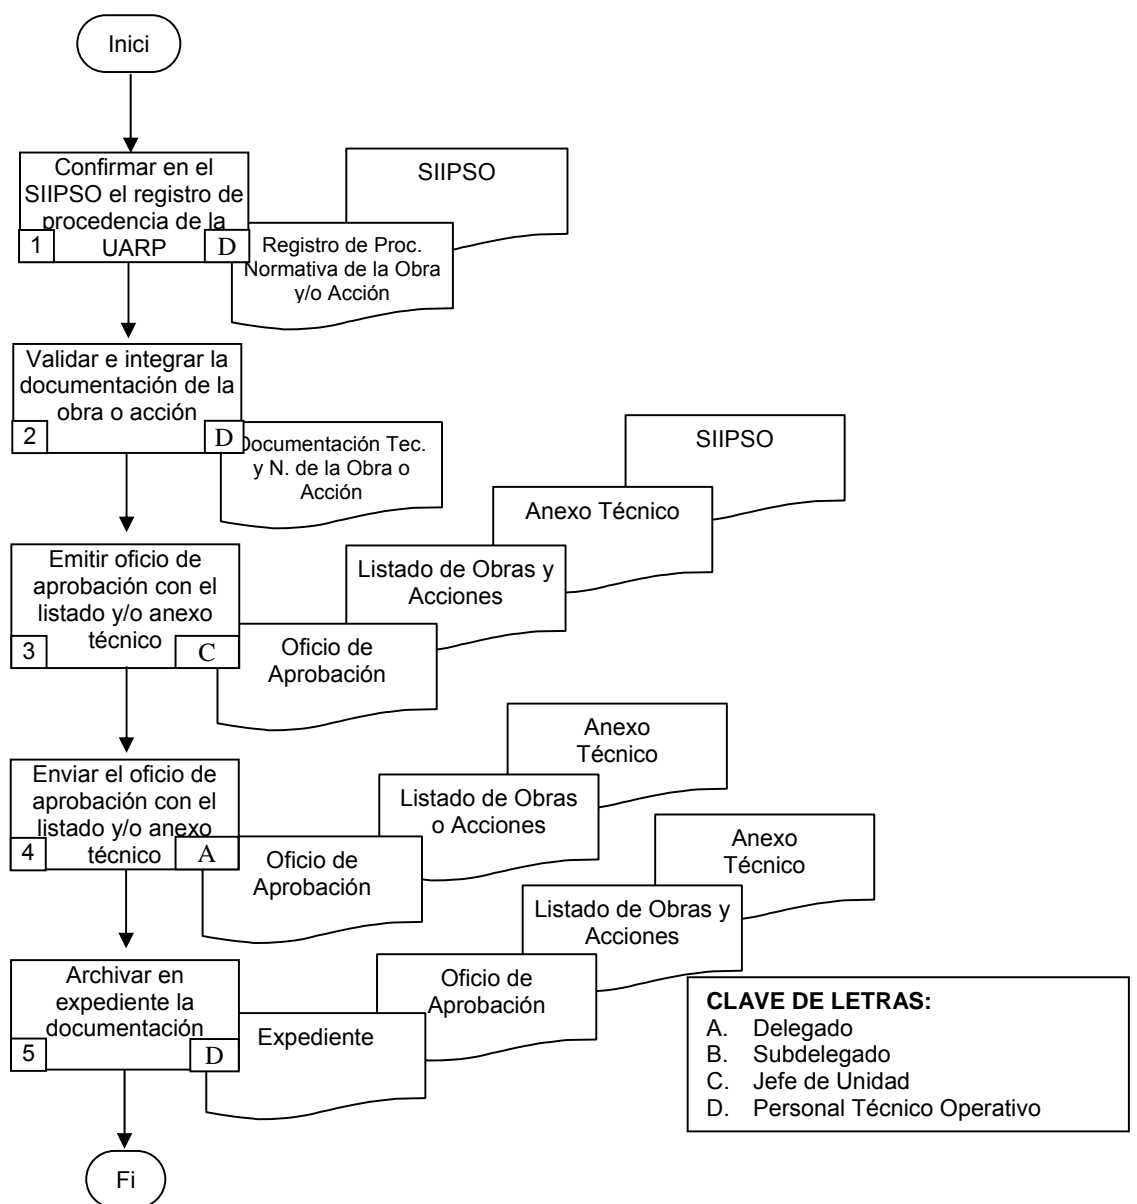 Inici
Confirmar en el
SIIPSO el registro de
procedencia de la
UARP
1
D
SIIPSO
Registro de Proc.
Normativa de la Obra
y/o Acción
Validar e integrar la
documentación de la
obra o acción
2
D
Documentación Tec.
y N. de la Obra o
Acción
SIIPSO
Anexo Técnico
Listado de Obras y
Acciones
Emitir oficio de
aprobación con el
listado y/o anexo
técnico
3
C
Oficio de
Aprobación
Anexo
Técnico
Listado de Obras
o Acciones
Enviar el oficio de
aprobación con el
listado y/o anexo
técnico
4
A
Oficio de
Aprobación
Anexo
Técnico
Listado de Obras y
Acciones
Oficio de
Aprobación
Archivar en
expediente la
documentación
5
D
Expediente
CLAVE DE LETRAS:
A. Delegado
B. Subdelegado
C. Jefe de Unidad
D. Personal Técnico Operativo
Fi